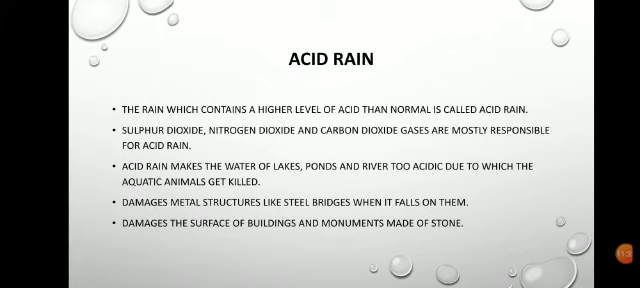 ACID RAIN
• THE RAIN WHICH CONTAINS A HIGHER LEVEL OF ACID THAN NORMAL IS CALLED ACID RAIN.
• SULPHUR DIOXIDE, NITROGEN DIOXIDE AND CARBON DIOXIDE GASES ARE MOSTLY RESPONSIBLE
FOR ACID RAIN.
• ACID RAIN MAKES THE WATER OF LAKES, PONDS AND RIVER TOO ACIDIC DUE TO WHICH THE
AQUATIC ANIMALS GET KILLED.
• DAMAGES METAL STRUCTURES LIKE STEEL BRIDGES WHEN IT FALLS ON THEM.
• DAMAGES THE SURFACE OF BUILDINGS AND MONUMENTS MADE OF STONE.